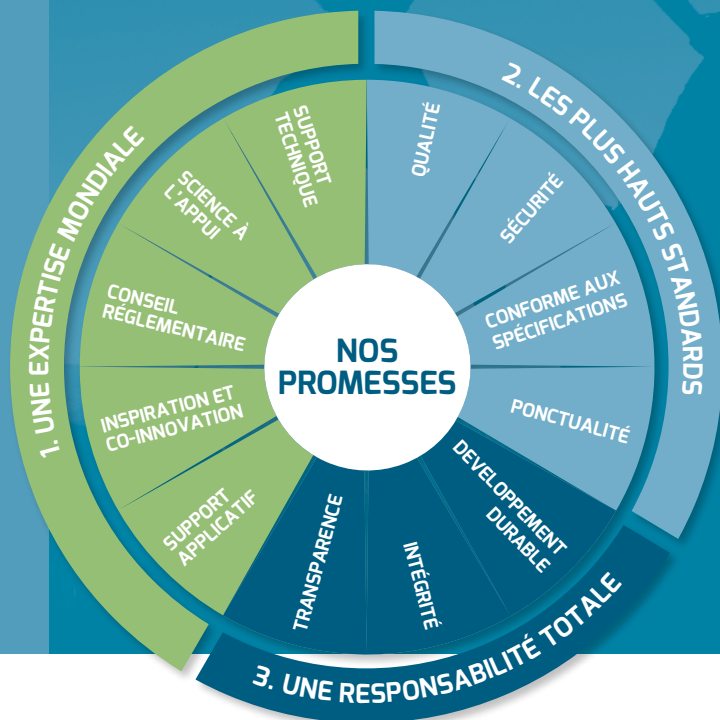 NOS
PROMESSES
1. UNE EXPERTISE MONDIALE
SUPPORT
TECHNIQUE
SCIENCE À
L'APPUI
CONSEIL
RÉGLEMENTAIRE
INSPIRATION ET
CO-INNOVATION
SUPPORT
APPLICATIF
2. LES PLUS HAUTS STANDARDS
QUALITÉ
SÉCURITÉ
CONFORME AUX
SPÉCIFICATIONS
PONCTUALITÉ
3. UNE RESPONSABILITÉ TOTALE
TRANSPARENCE
INTÉGRITÉ
DEVELOPPEMENT
DURABLE